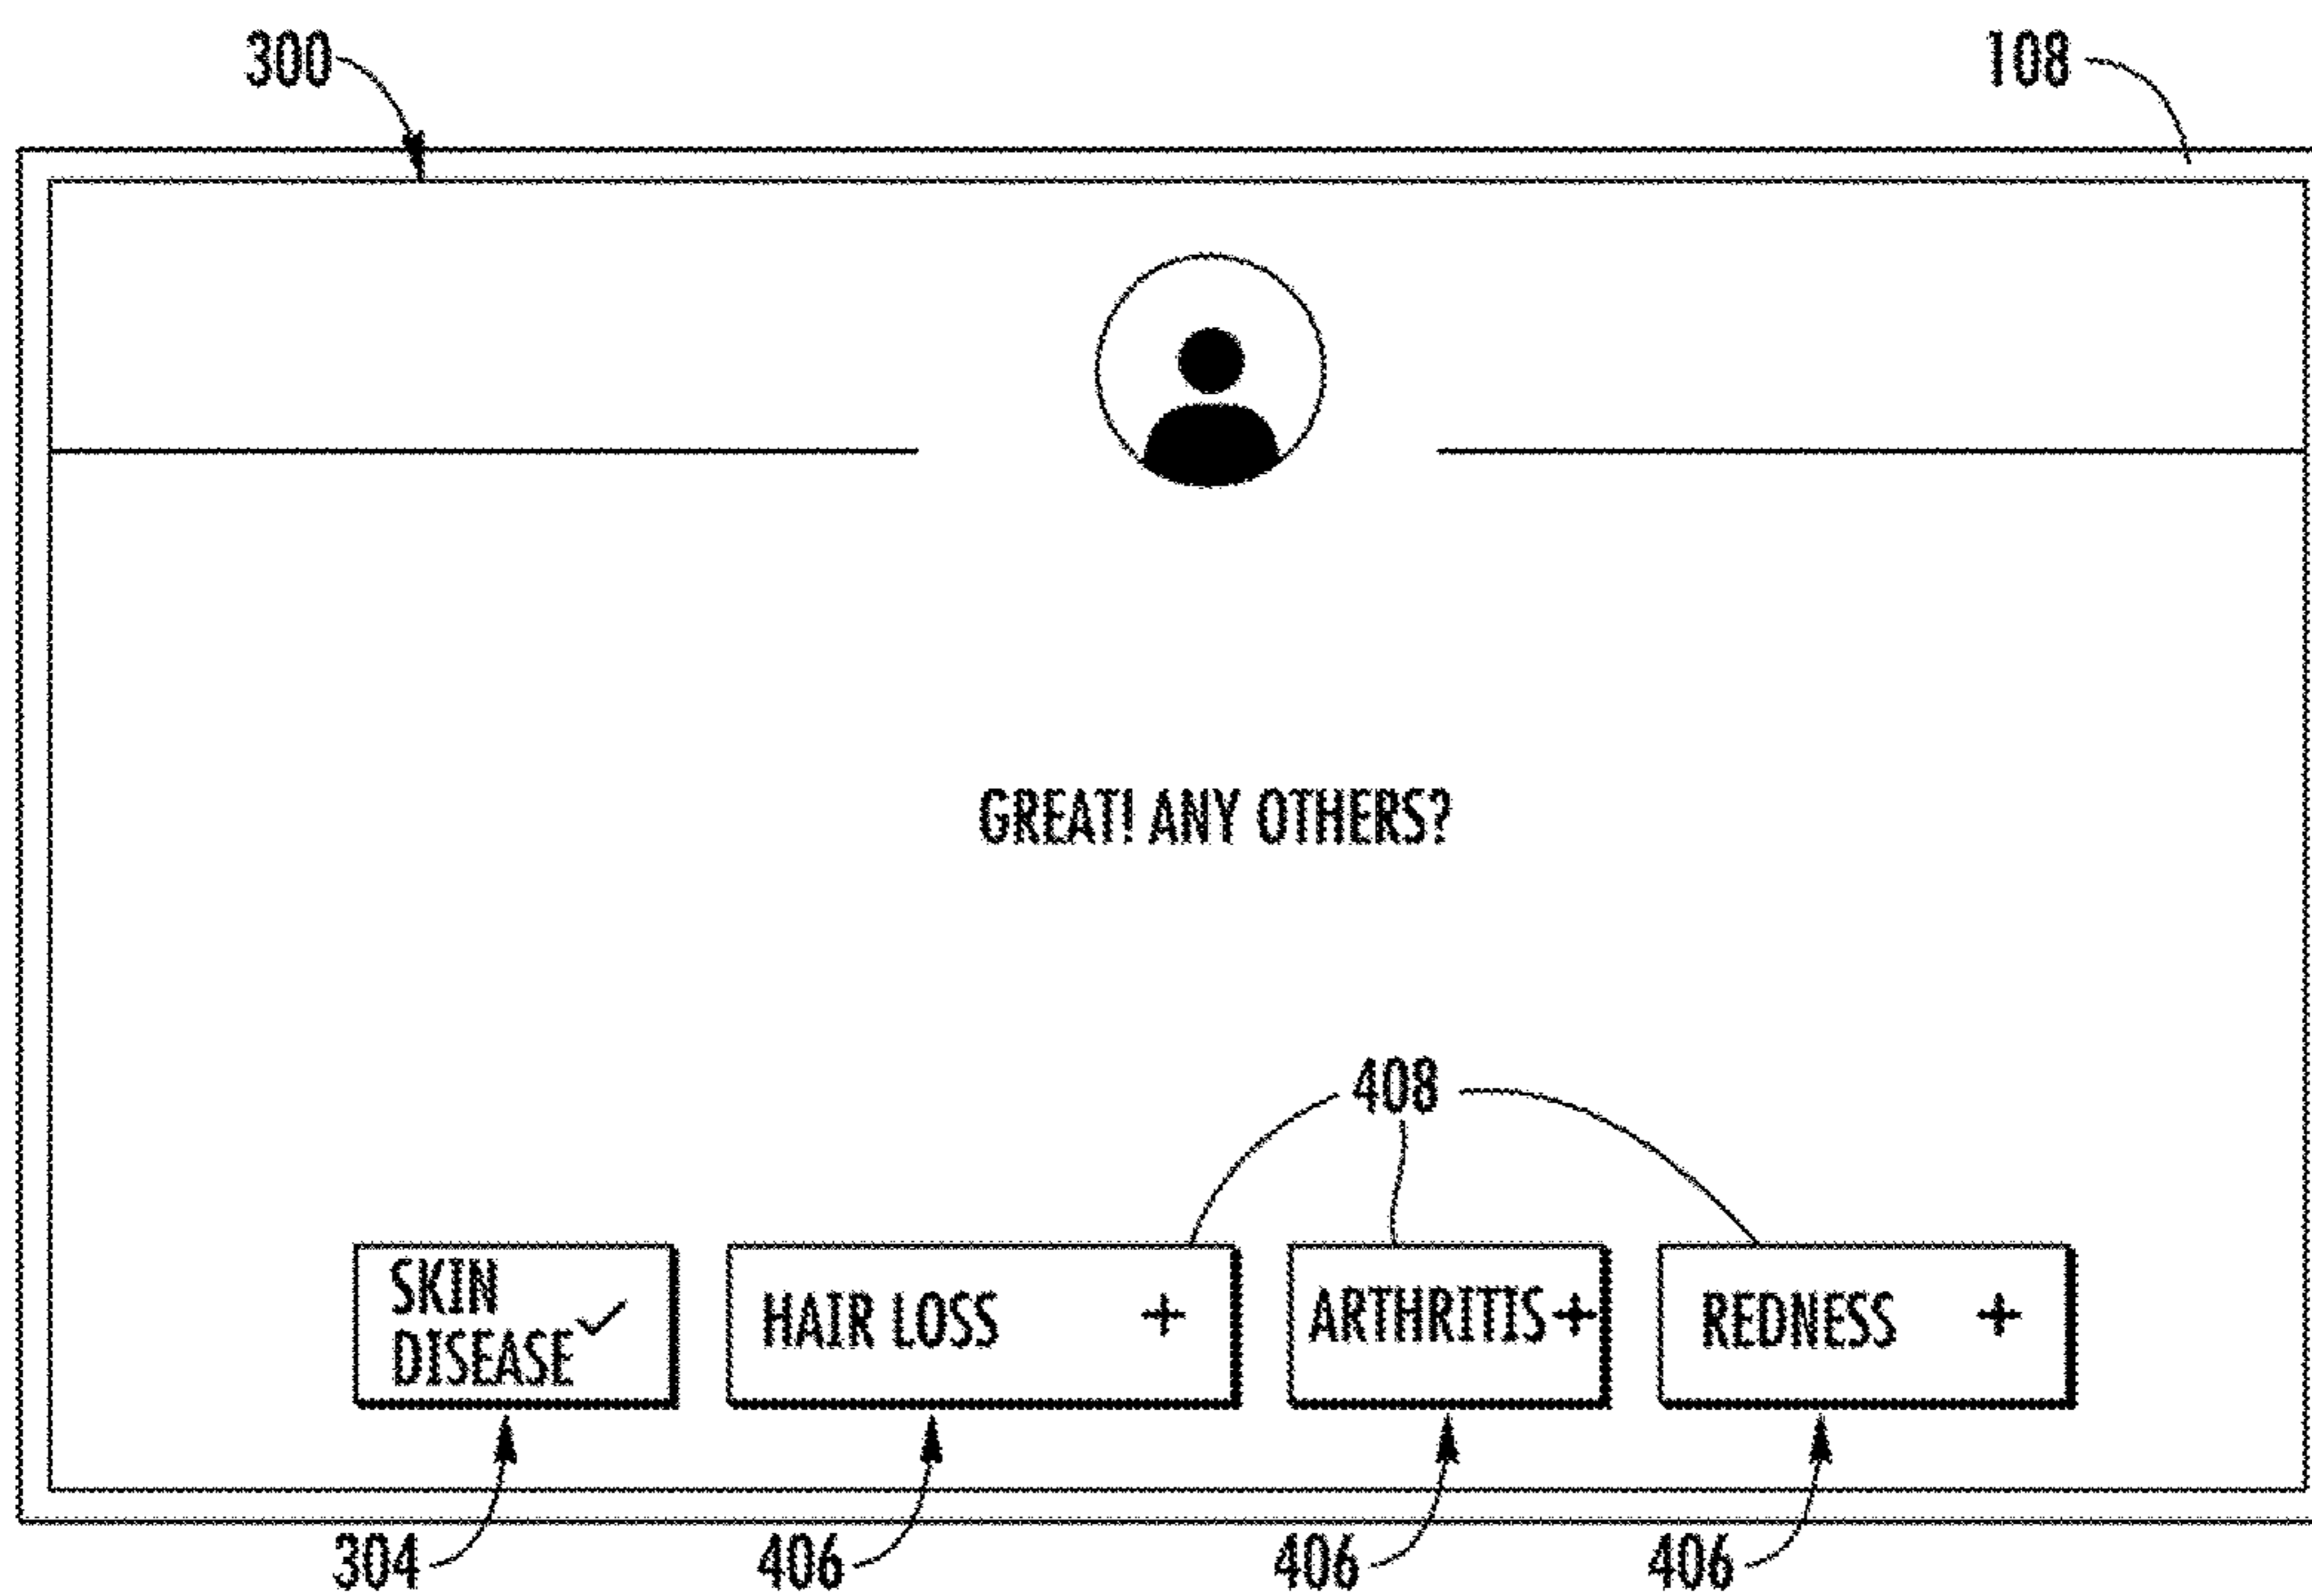 300
108
GREAT! ANY OTHERS?
408
SKIN
DISEASE
HAIR LOSS +
ARTHRITIS +
REDNESS +
304
406
406
406